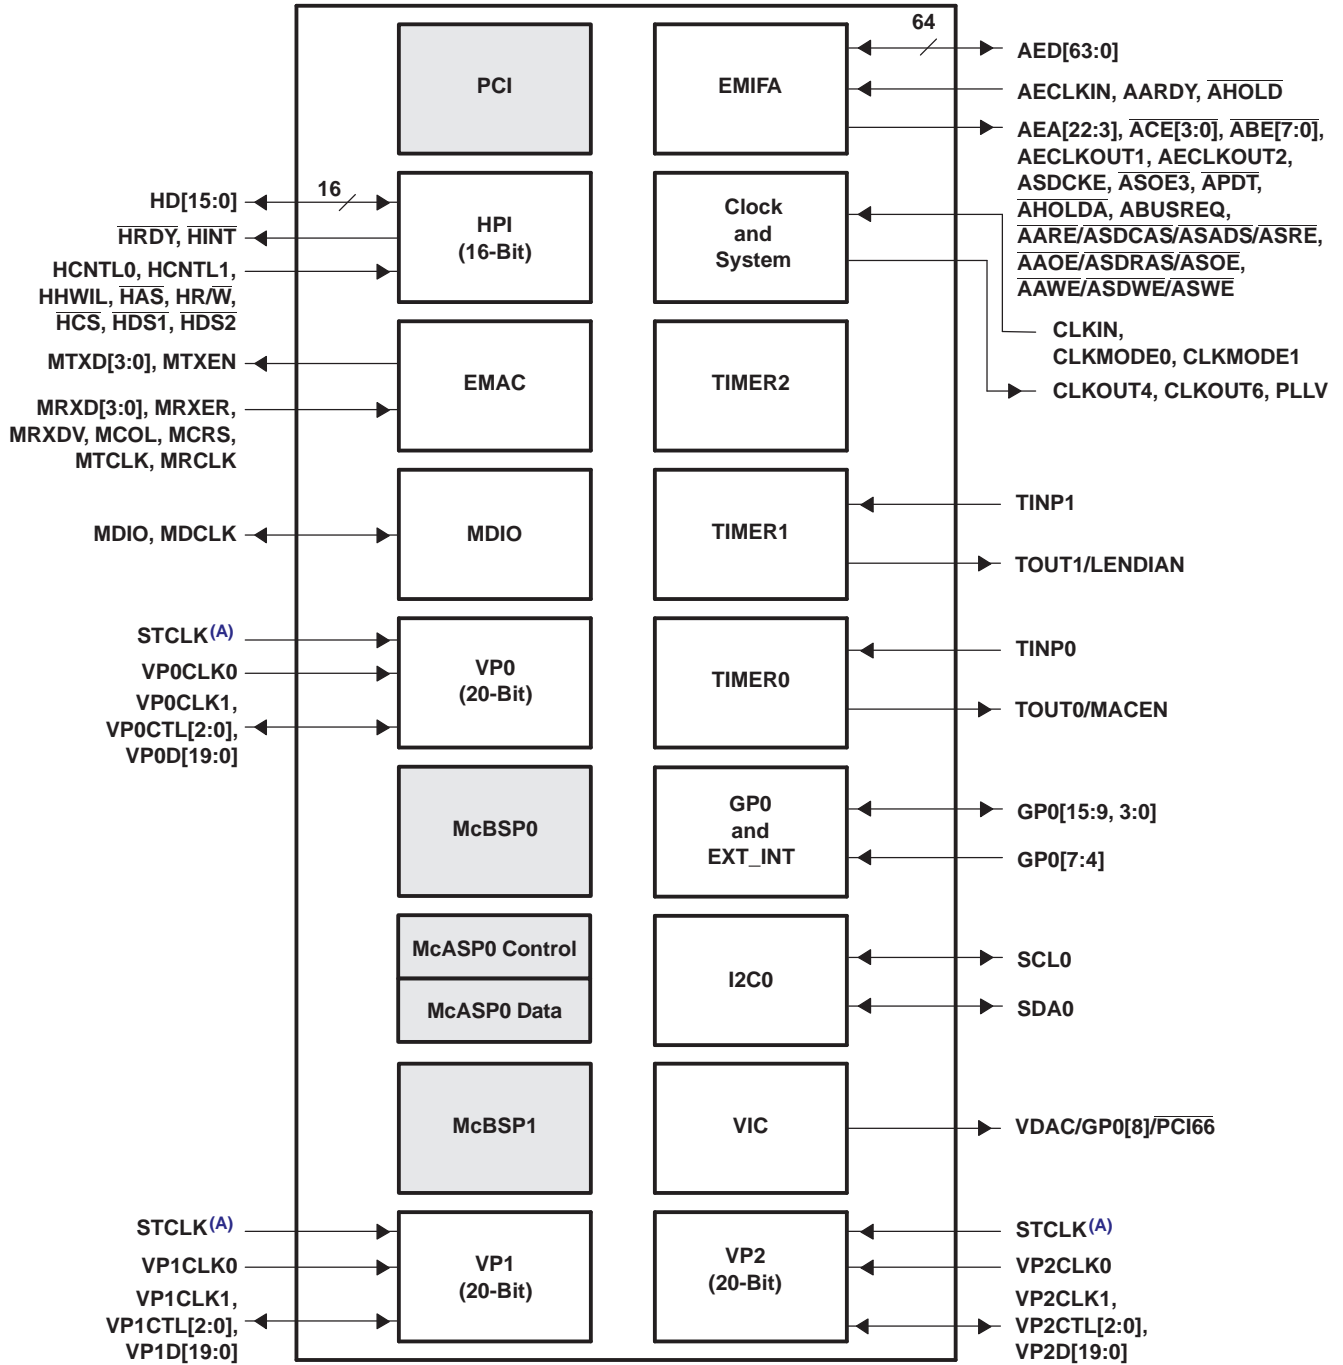 PCI
EMIFA
64
AED[63:0]
AECLKIN, AARDY, AHOLD
AEA[22:3], ACE[3:0], ABE[7:0],
AECLKOUT1, AECLKOUT2,
ASDCKE, ASOE3, APDT,
AHOLDA, ABUSREQ,
AARE/ASDCAS/ASADS/ASRE,
AAOE/ASDRAS/ASOE,
AAWE/ASDWE/ASWE
HD[15:0]
16
HRDY, HINT
HCNTL0, HCNTL1,
HHWIL, HAS, HR/W,
HCS, HDS1, HDS2
HPI
(16-Bit)
Clock
and
System
CLKIN,
CLKMODE0, CLKMODE1
CLKOUT4, CLKOUT6, PLLV
MTXD[3:0], MTXEN
MRXD[3:0], MRXER,
MRXDV, MCOL, MCRS,
MTCLK, MRCLK
EMAC
TIMER2
MDIO, MDCLK
MDIO
TIMER1
TINP1
TOUT1/LENDIAN
STCLK(A)
VP0CLK0
VP0CLK1,
VP0CTL[2:0],
VP0D[19:0]
VP0
(20-Bit)
TIMER0
TINP0
TOUT0/MACEN
McBSP0
GP0
and
EXT_INT
GP0[15:9, 3:0]
GP0[7:4]
McASP0 Control
McASP0 Data
I2C0
SCL0
SDA0
McBSP1
VIC
VDAC/GP0[8]/PCI66
STCLK(A)
VP1CLK0
VP1CLK1,
VP1CTL[2:0],
VP1D[19:0]
VP1
(20-Bit)
VP2
(20-Bit)
STCLK(A)
VP2CLK0
VP2CLK1,
VP2CTL[2:0],
VP2D[19:0]